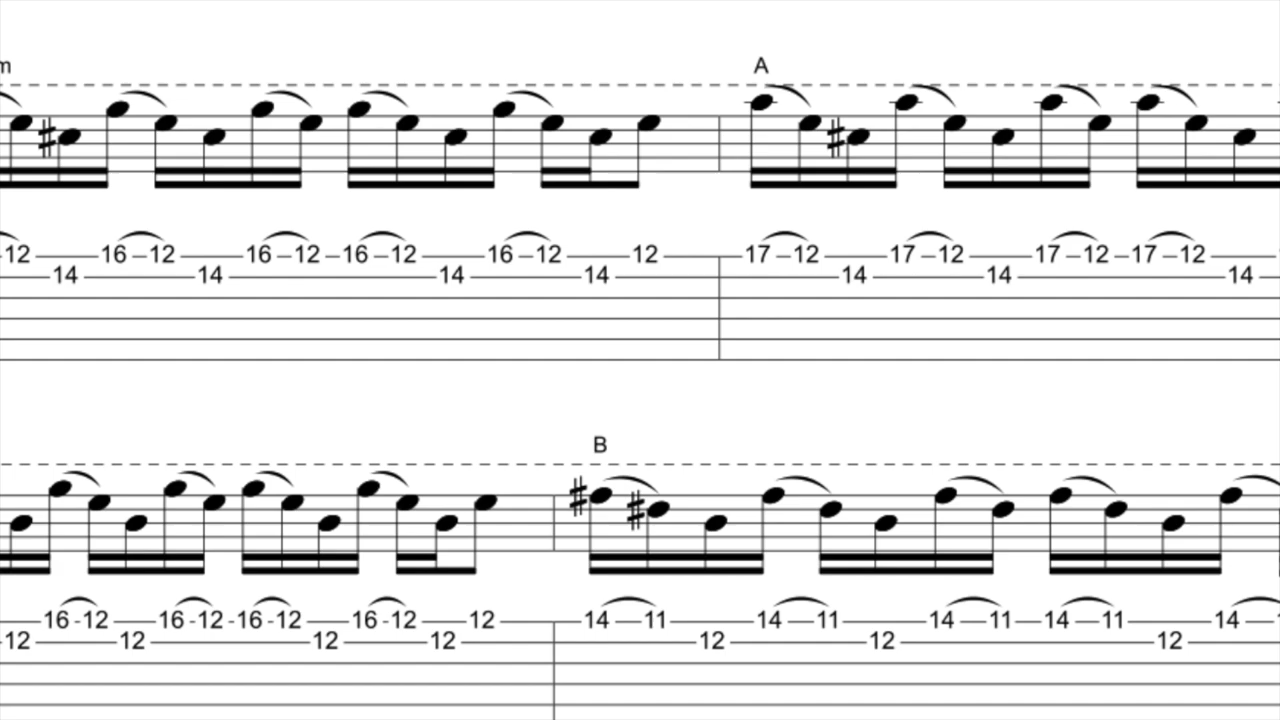 m A
12 16 12 16 12 16 12 16 12 12 17 12 17 12 17 12 17 12
14 14 14 14 14 14 14
B
16 12 16 12 16 12 16 12 12 14 11 14 11 14 11 14 11 14
12 12 12 12 12 12 12